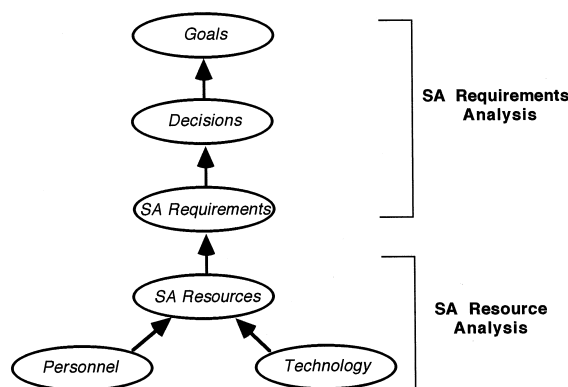 Goals
Decisions
SA Requirements
SA Requirements
Analysis
SA Resources
SA Resource
Analysis
Personnel
Technology